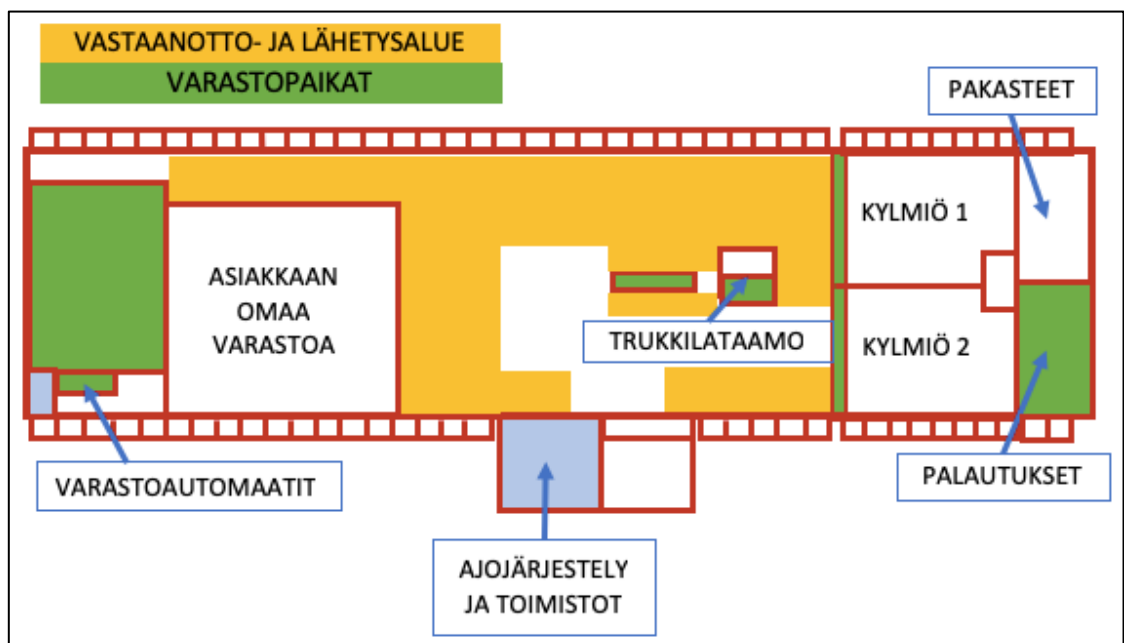 VASTAANOTTO- JA LÄHETYSALUE
VARASTOPAIKAT
PAKASTEET
KYLMIÖ 1
ASIAKKAAN
OMAA
VARASTOA
TRUKKILATAAMO
KYLMIÖ 2
VARASTOAUTOMAATIT
PALAUTUKSET
AJOJÄRJESTELY
JA TOIMISTOT